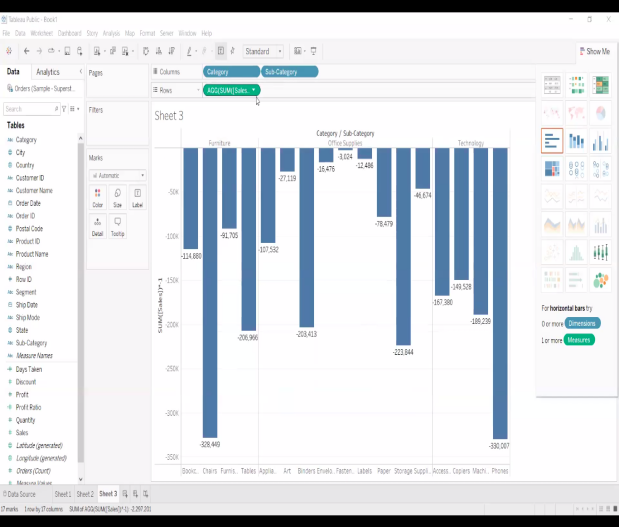 Tableau Public - Book1
File Data Worksheet Dashboard Story Analysis Map Format Server Window Help
Standard
Show Me
Data Analytics
Pages
Columns Category Sub-Category
Rows AGG(SUM([Sales..
Orders (Sample - Superst...
Search
Filters
Sheet 3
Tables
Category
City
Country
Customer ID
Customer Name
Order Date
Order ID
Postal Code
Product ID
Product Name
Region
Row ID
Segment
Ship Date
Ship Mode
State
Sub-Category
Measure Names
Days Taken
Discount
Profit
Profit Ratio
Quantity
Sales
Latitude (generated)
Longitude (generated)
Orders (Count)
Measure Values
Marks
Automatic
Color Size Label
Detail Tooltip
Category / Sub-Category
Furniture Office Supplies Technology
-50K
-100K
-150K
-200K
-250K
-300K
-350K
SUM([Sales])*-1
-114,880
-328,449
-91,705
-206,966
-107,532
-27,119
-203,413
-16,476
-3,024
-12,486
-78,479
-223,844
-46,674
-167,380
-149,528
-189,239
-330,007
Bookc.. Chairs Furnis.. Tables Applia.. Art Binders Envelo.. Fasten.. Labels Paper Storage Suppli.. Access.. Copiers Machi.. Phones
For horizontal bars try
0 or more Dimensions
1 or more Measures
Data Source Sheet 1 Sheet 2 Sheet 3
17 marks 1 row by 17 columns SUM of AGG(SUM([Sales])*-1): -2,297,201